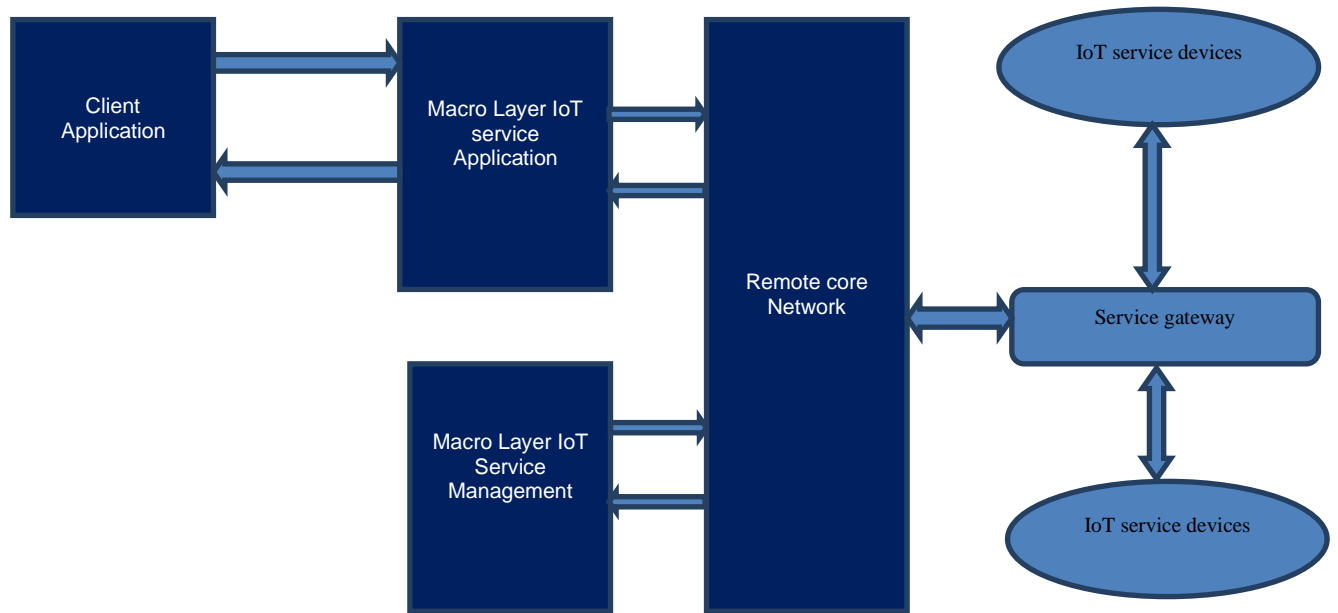 Client
Application
Macro Layer IoT
service
Application
Macro Layer IoT
Service
Management
Remote core
Network
IoT service devices
Service gateway
IoT service devices